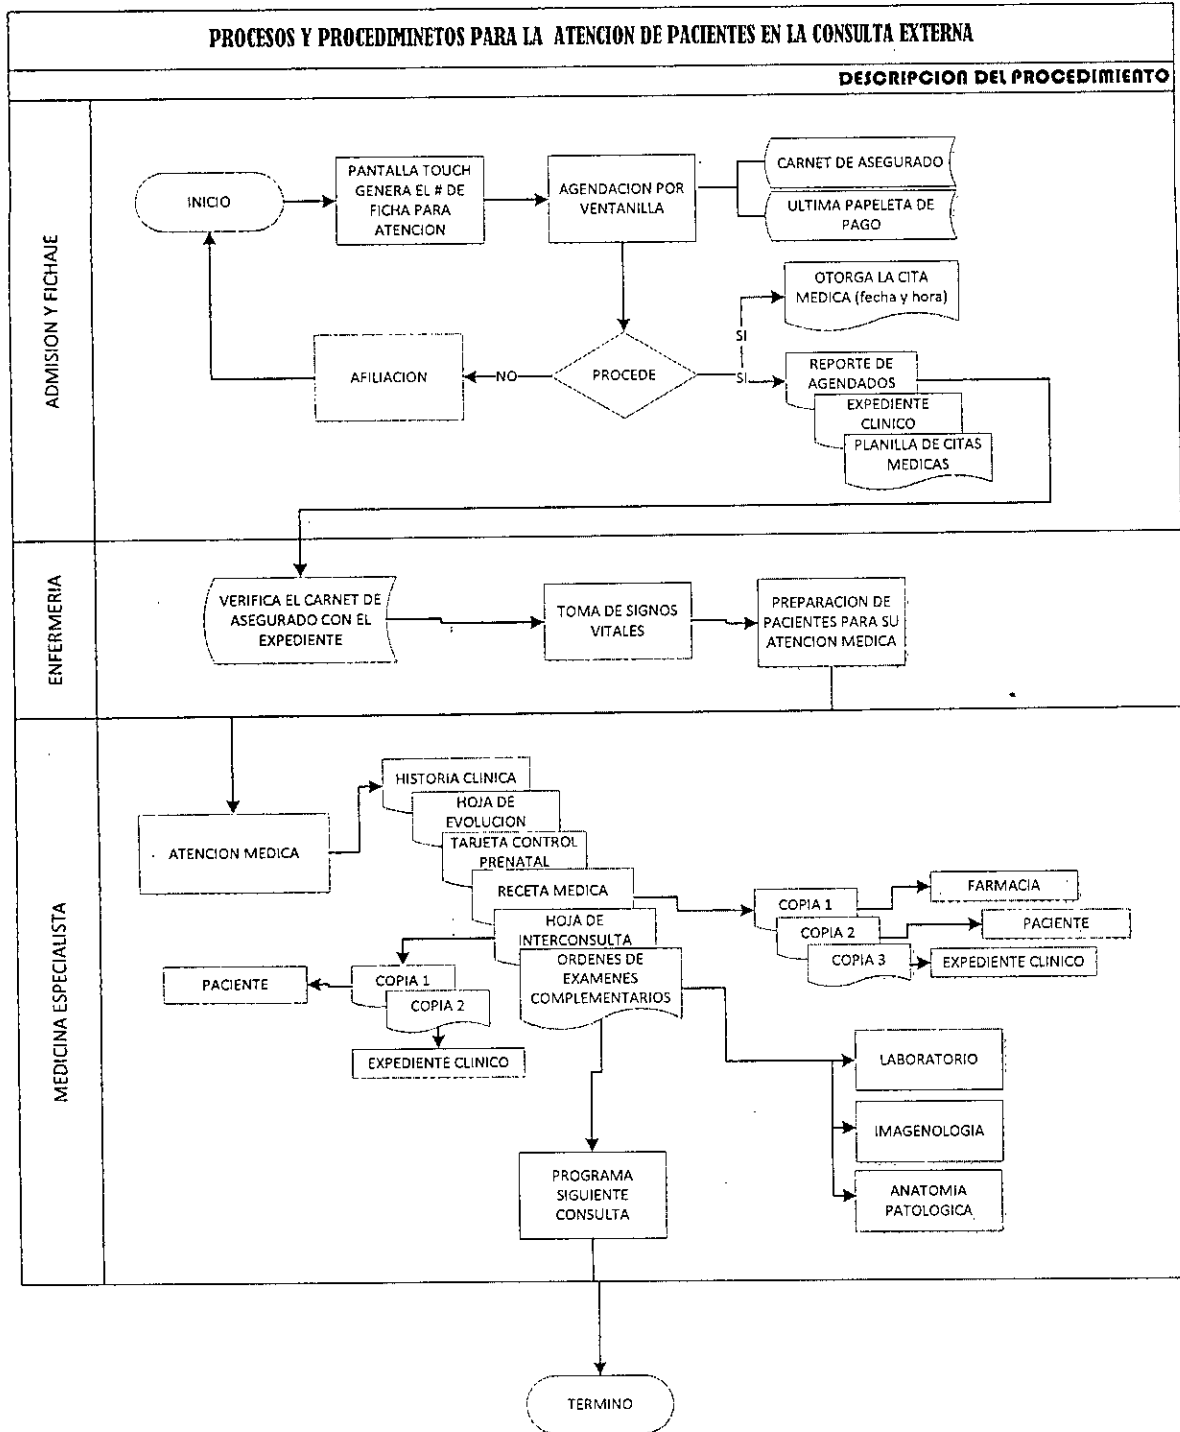 PROCESOS Y PROCEDIMINETOS PARA LA ATENCION DE PACIENTES EN LA CONSULTA EXTERNA
DESCRIPCION DEL PROCEDIMIENTO
ADMISION Y FICHAJE
INICIO
PANTALLA TOUCH
GENERA EL # DE
FICHA PARA
ATENCION
AGENDACION POR
VENTANILLA
CARNET DE ASEGURADO
ULTIMA PAPELETA DE
PAGO
OTORGA LA CITA
MEDICA (fecha y hora)
SI
AFILIACION
NO
PROCEDE
SI
REPORTE DE
AGENDADOS
EXPEDIENTE
CLINICO
PLANILLA DE CITAS
MEDICAS
ENFERMERIA
VERIFICA EL CARNET DE
ASEGURADO CON EL
EXPEDIENTE
TOMA DE SIGNOS
VITALES
PREPARACION DE
PACIENTES PARA SU
ATENCION MEDICA
MEDICINA ESPECIALISTA
ATENCION MEDICA
HISTORIA CLINICA
HOJA DE
EVOLUCION
TARJETA CONTROL
PRENATAL
RECETA MEDICA
HOJA DE
INTERCONSULTA
ORDENES DE
EXAMENES
COMPLEMENTARIOS
COPIA 1
FARMACIA
COPIA 2
PACIENTE
COPIA 3
EXPEDIENTE CLINICO
PACIENTE
COPIA 1
COPIA 2
EXPEDIENTE CLINICO
LABORATORIO
IMAGENOLOGIA
ANATOMIA
PATOLOGICA
PROGRAMA
SIGUIENTE
CONSULTA
TERMINO